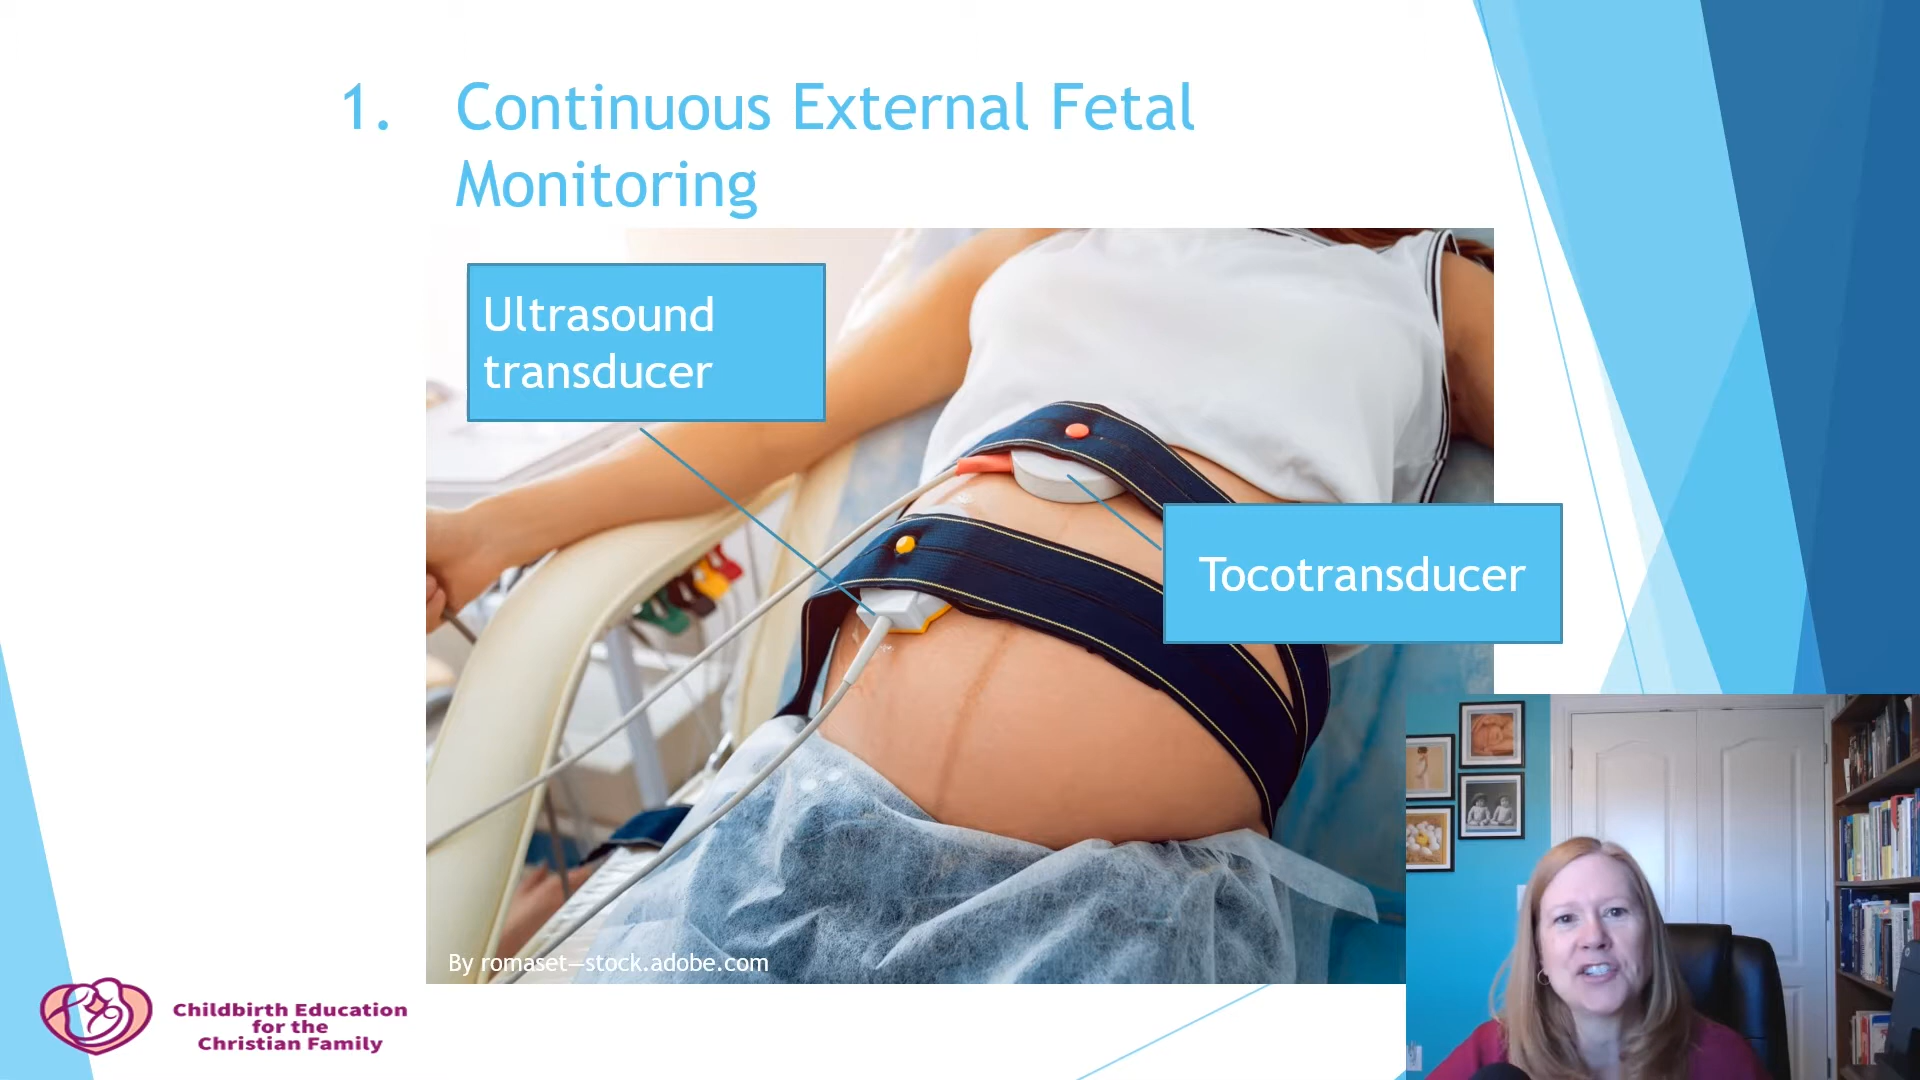 1. Continuous External Fetal
Monitoring
Ultrasound
transducer
Tocotransducer
By romaset—stock.adobe.com
Childbirth Education
for the
Christian Family